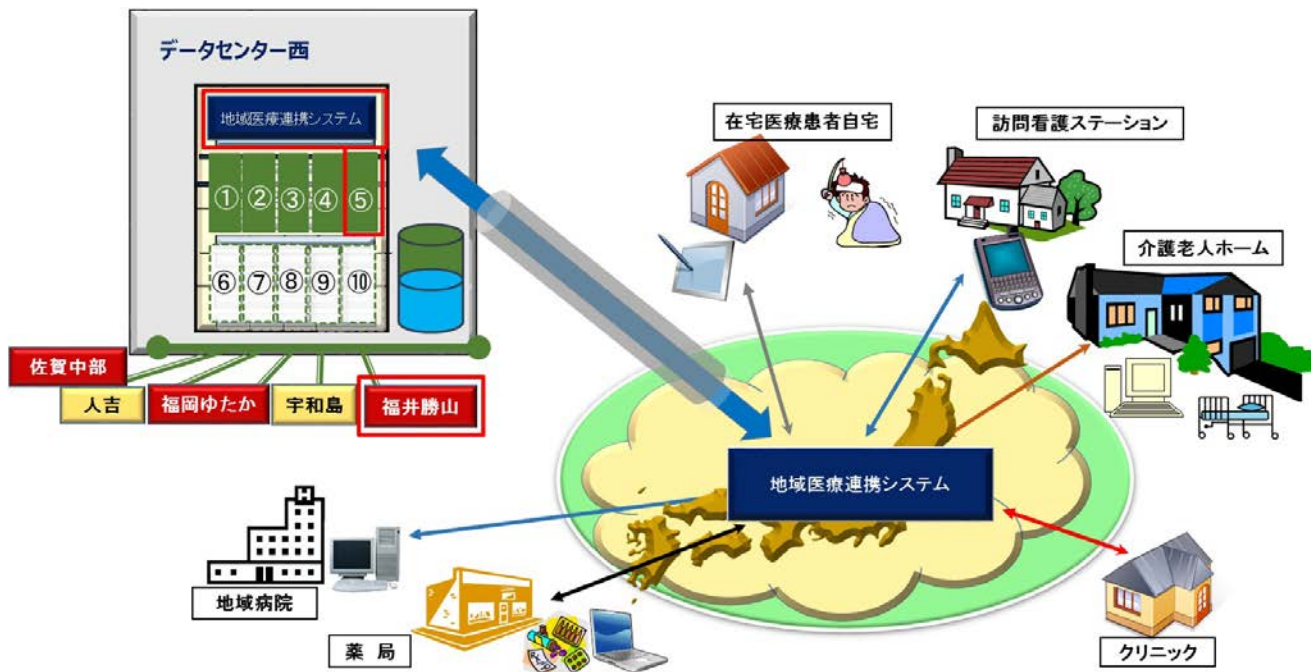 データセンター西
地域医療連携システム
① ② ③ ④ ⑤
⑥ ⑦ ⑧ ⑨ ⑩
佐賀中部
人吉
福岡ゆたか
宇和島
福井勝山
在宅医療患者自宅
訪問看護ステーション
介護老人ホーム
地域医療連携システム
地域病院
薬 局
クリニック